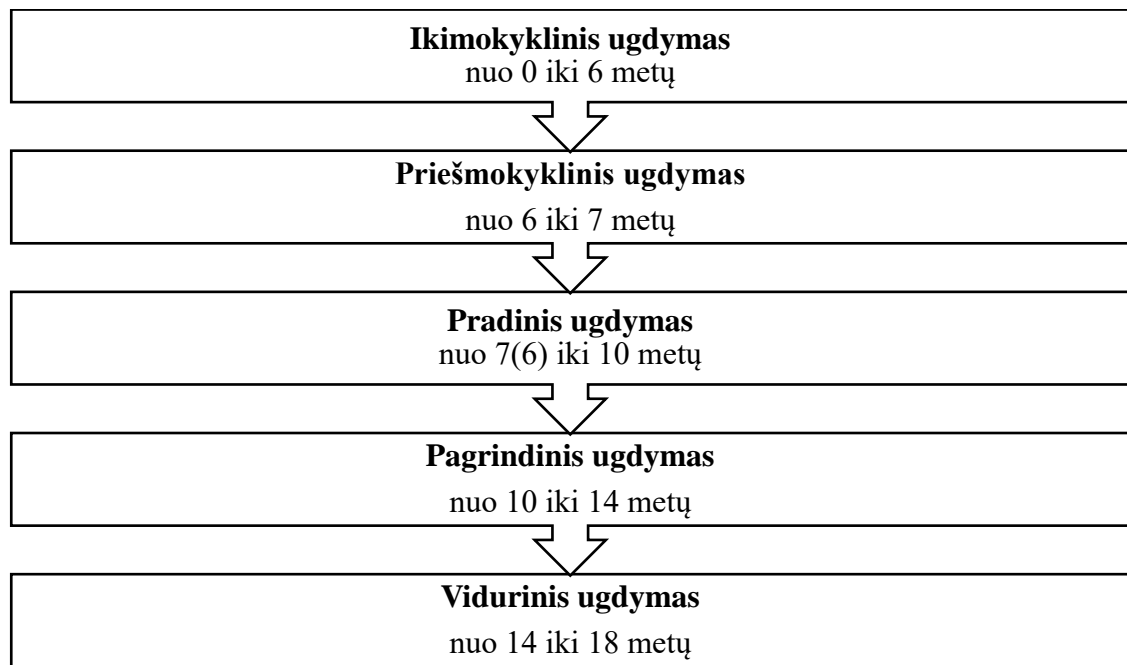 Ikimokyklinis ugdymas
nuo 0 iki 6 metų
Priešmokyklinis ugdymas
nuo 6 iki 7 metų
Pradinis ugdymas
nuo 7(6) iki 10 metų
Pagrindinis ugdymas
nuo 10 iki 14 metų
Vidurinis ugdymas
nuo 14 iki 18 metų